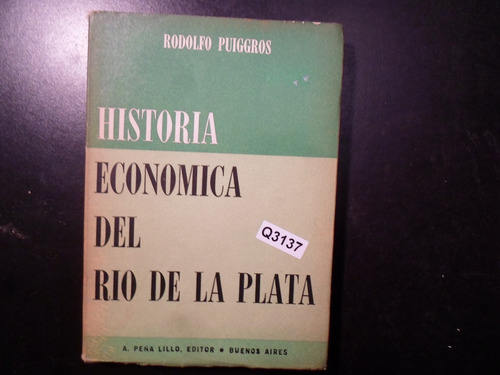 RODOLFO PUIGGROS
HISTORIA
ECONOMICA
DEL
Q3137
RIO DE LA PLATA
A. PEÑA LILLO, EDITOR • BUENOS AIRES